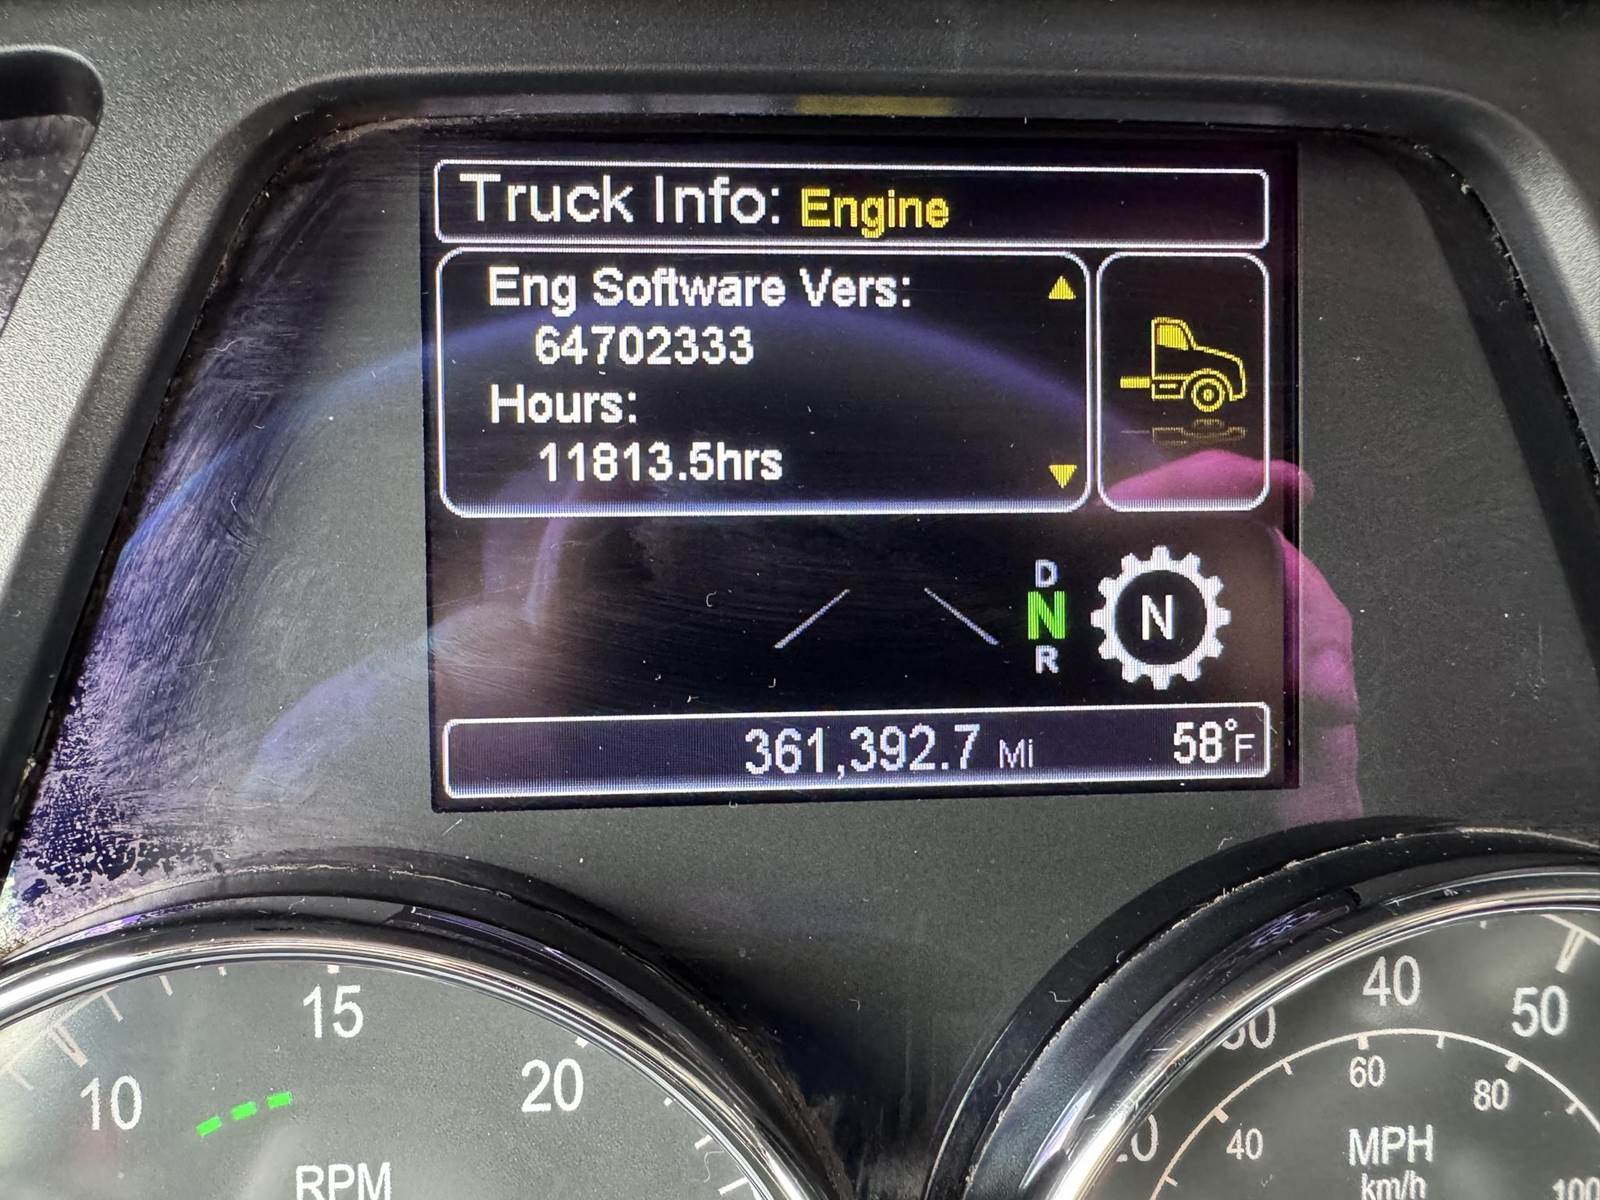 Truck Info: Engine
Eng Software Vers:
64702333
Hours:
11813.5hrs
D
N
R
N
361,392.7 Mi
58°F
10
15
20
RPM
40
50
60
80
40
MPH
km/h
100